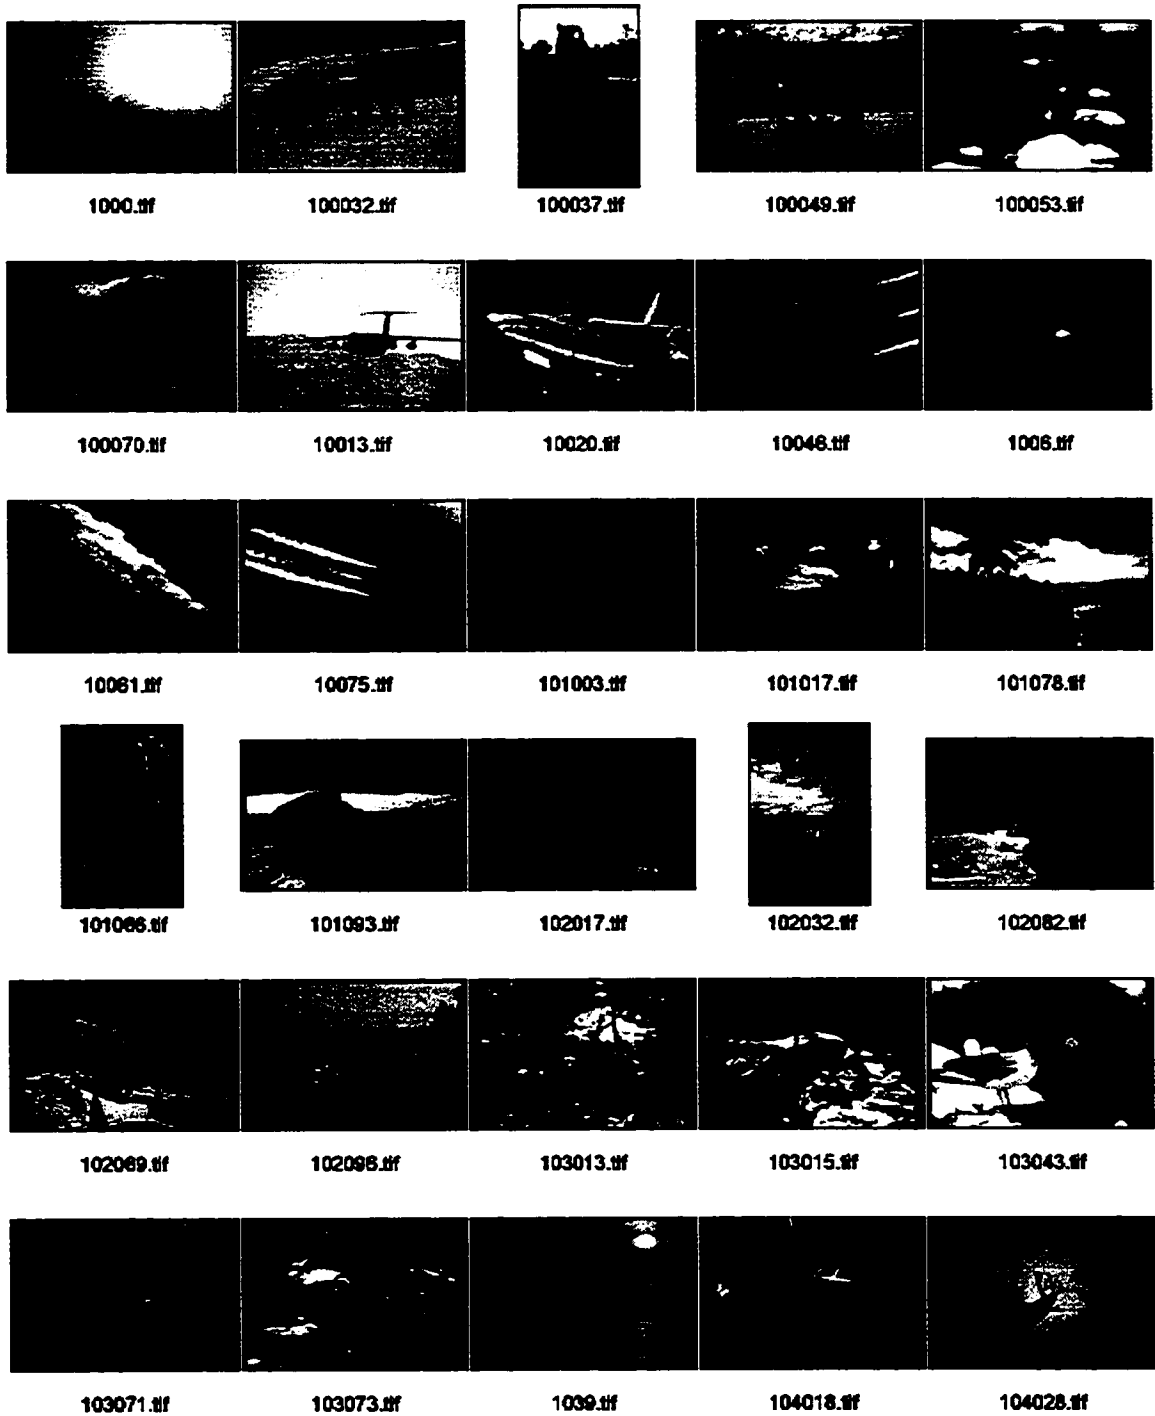 1000.tif 100032.tif 100037.tif 100049.tif 100053.tif
100070.tif 10013.tif 10020.tif 10046.tif 1006.tif
10061.tif 10075.tif 101003.tif 101017.tif 101078.tif
101086.tif 101093.tif 102017.tif 102032.tif 102062.tif
102069.tif 102096.tif 103013.tif 103015.tif 103043.tif
103071.tif 103073.tif 1039.tif 104018.tif 104028.tif